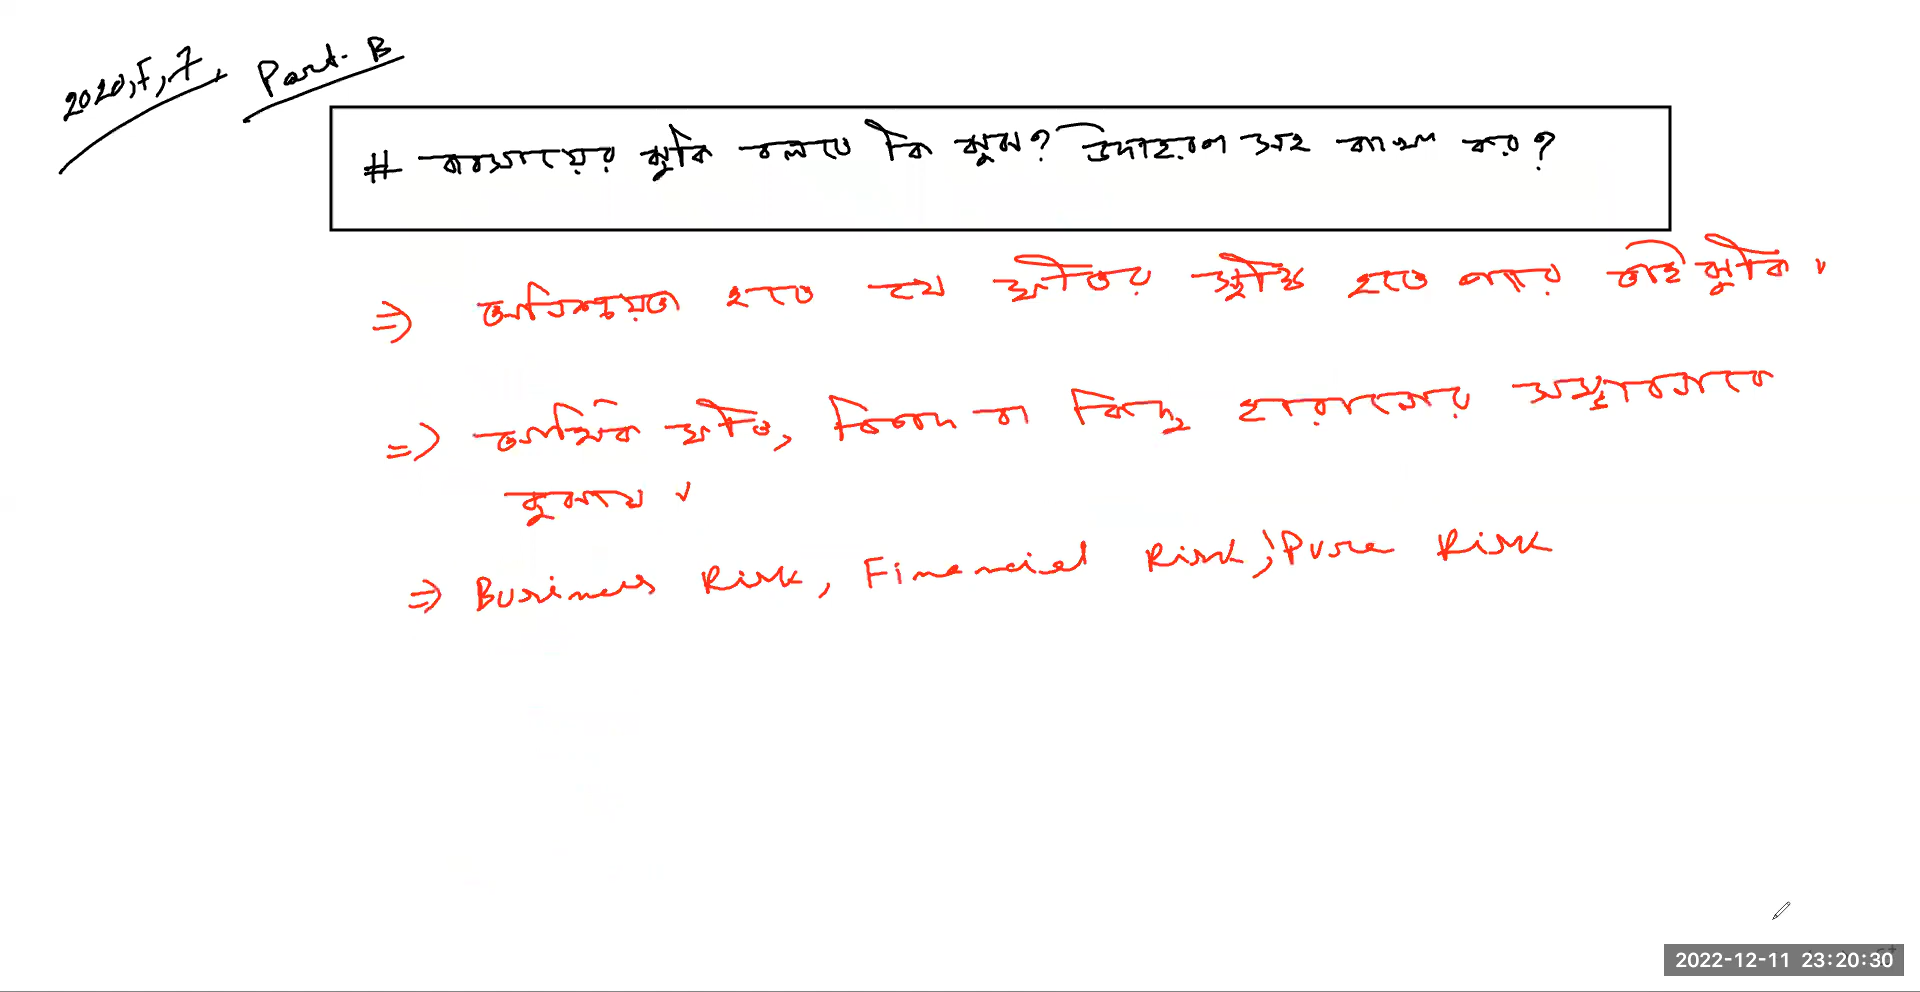 2020, F, 7, Part-B
# ব্যবসায়ের ঝুকি বলতে কি বুঝ? উদাহরণ সহ ব্যাখ্যা কর?
⇒ অনিশ্চয়তা হতে যে ক্ষতির সৃষ্টি হতে পারে তাই ঝুকি।
⇒ আর্থিক ক্ষতি, বিপদ বা কিছু হারানোর সম্ভাবনাকে
বুঝায়।
⇒ Business Risk, Financial Risk, Pure Risk
2022-12-11 23:20:30